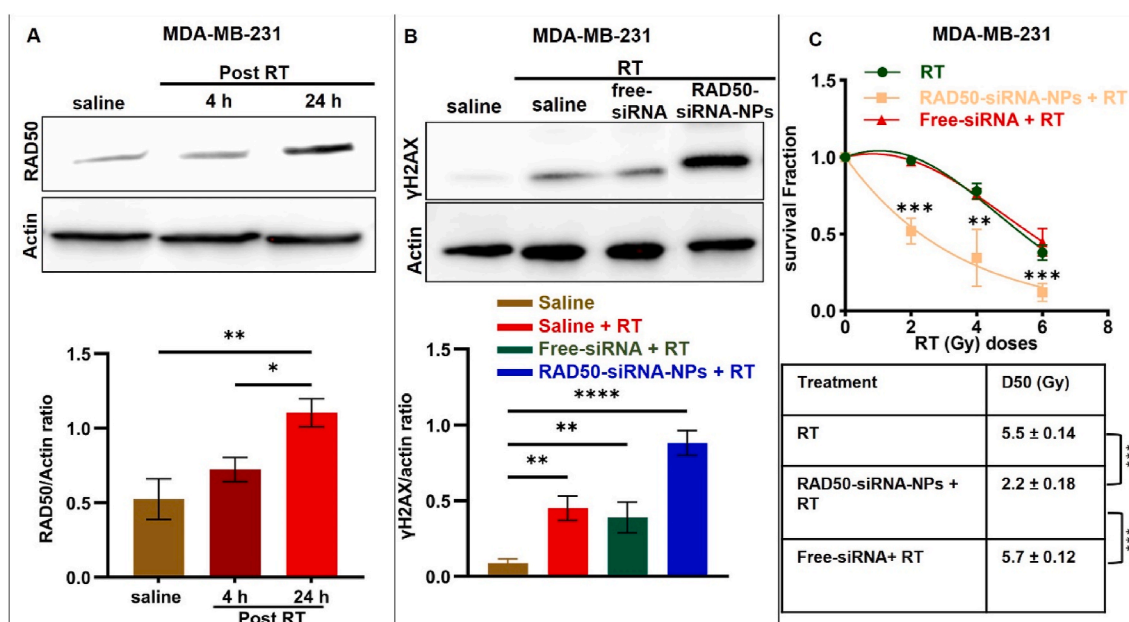 A
MDA-MB-231
Post RT
saline
4 h
24 h
RAD50
Actin
**
*
RAD50/Actin ratio
1.5
1.0
0.5
0.0
saline
4 h
24 h
Post RT
B
MDA-MB-231
RT
saline
saline
free-
siRNA
RAD50-
siRNA-NPs
γH2AX
Actin
Saline
Saline + RT
Free-siRNA + RT
RAD50-siRNA-NPs + RT
****
**
**
γH2AX/actin ratio
1.5
1.0
0.5
0.0
C
MDA-MB-231
RT
RAD50-siRNA-NPs + RT
Free-siRNA + RT
survival Fraction
1.5
1.0
0.5
0.0
***
**
***
0 2 4 6 8
RT (Gy) doses
Treatment D50 (Gy)
RT 5.5 ± 0.14
RAD50-siRNA-NPs + 2.2 ± 0.18
RT
Free-siRNA+ RT 5.7 ± 0.12
***
***